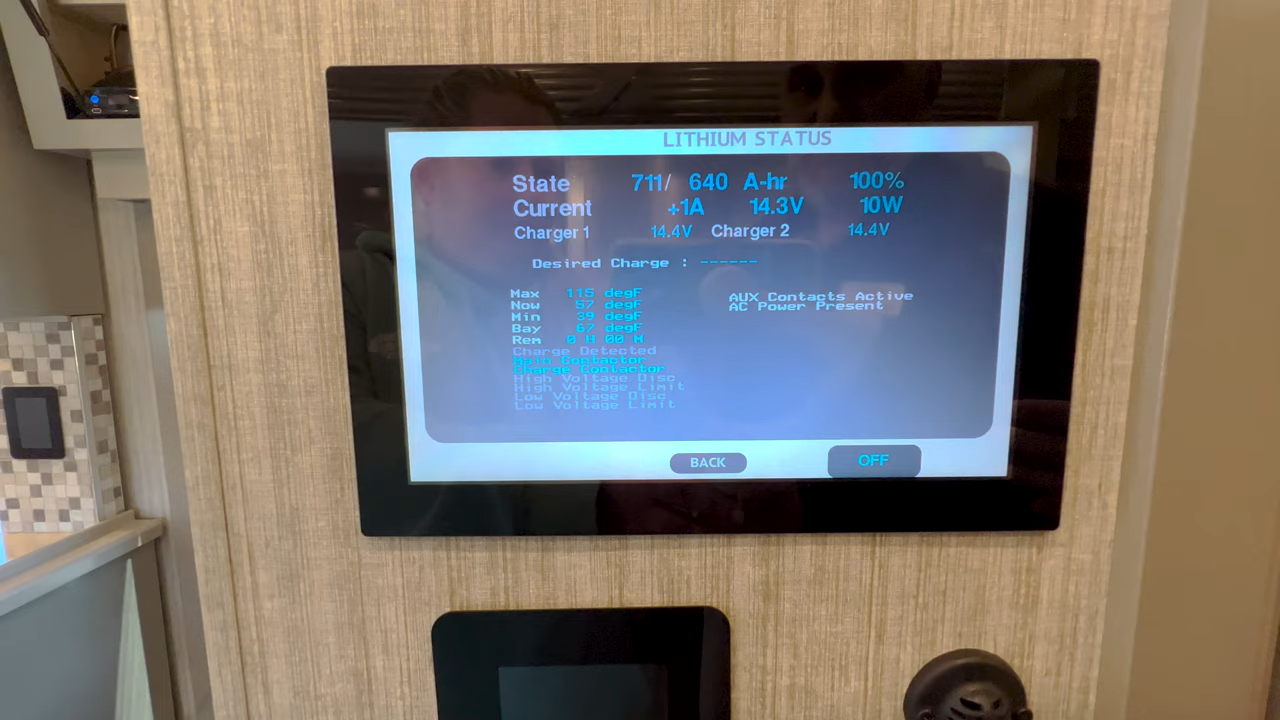 LITHIUM STATUS
State 711/ 640 A-hr 100%
Current +1A 14.3V 10W
Charger 1 14.4V Charger 2 14.4V
Desired Charge : ------
Max 115 degF
AUX Contacts Active
Now 57 degF
AC Power Present
Min 39 degF
Bay 67 degF
Rem 0 H 00 M
Charge Detected
Main Contactor
Charge Contactor
High Voltage Disc
High Voltage Limit
Low Voltage Disc
Low Voltage Limit
BACK OFF